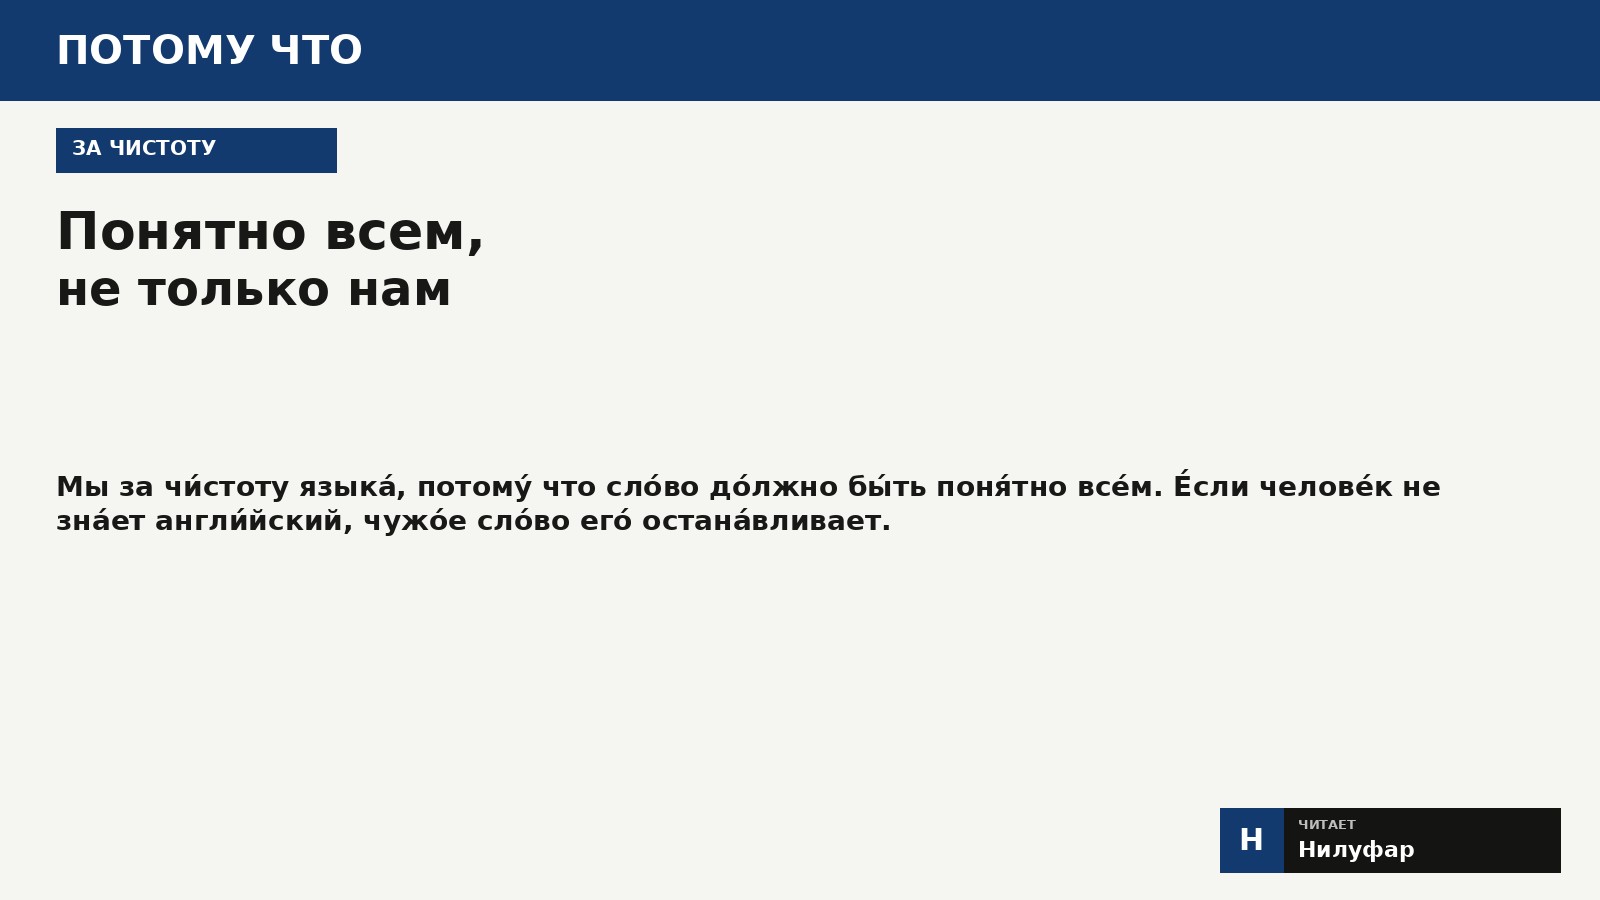 ПОТОМУ ЧТО
ЗА ЧИСТОТУ
Понятно всем,
не только нам
Мы за чи́стоту языка́, потому́ что сло́во до́лжно бы́ть поня́тно все́м. Е́сли челове́к не
зна́ет англи́йский, чужо́е сло́во его́ остана́вливает.
Н
ЧИТАЕТ
Нилуфар